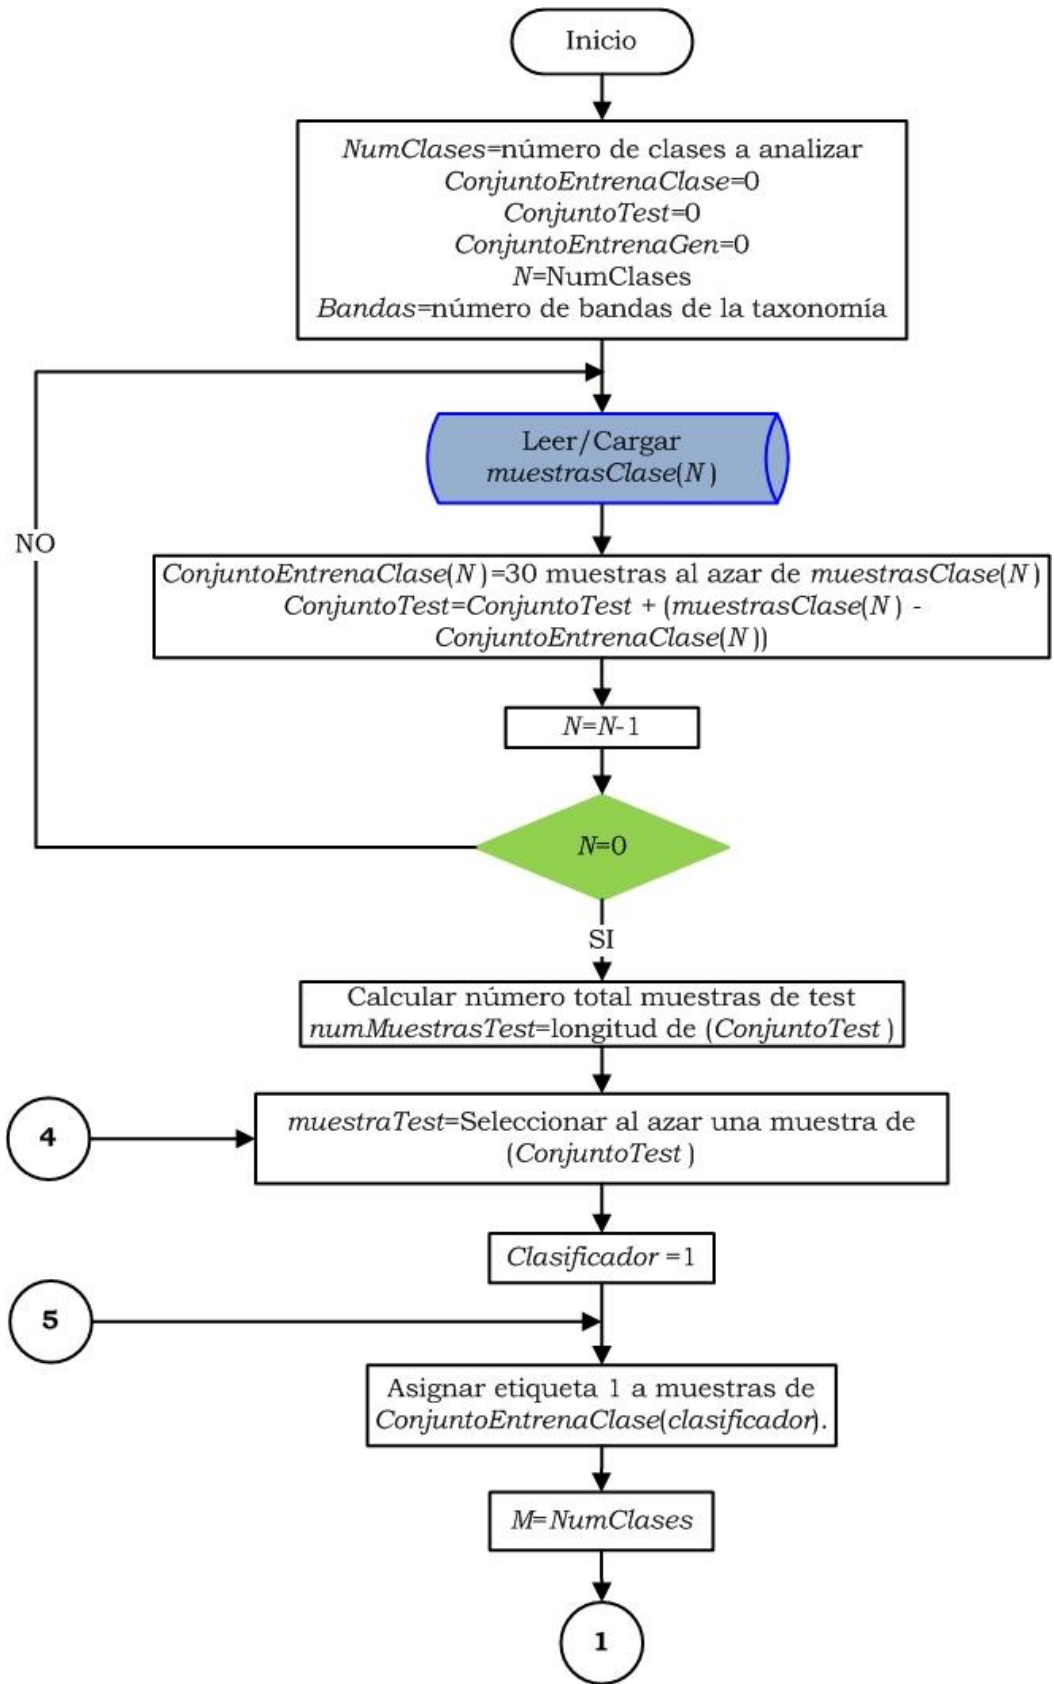 Inicio
NumClases=número de clases a analizar
ConjuntoEntrenaClase=0
ConjuntoTest=0
ConjuntoEntrenaGen=0
N=NumClases
Bandas=número de bandas de la taxonomía
Leer/Cargar
muestrasClase(N)
NO
ConjuntoEntrenaClase(N)=30 muestras al azar de muestrasClase(N)
ConjuntoTest=ConjuntoTest + (muestrasClase(N) -
ConjuntoEntrenaClase(N))
N=N-1
N=0
SI
Calcular número total muestras de test
numMuestrasTest=longitud de (ConjuntoTest)
4
muestraTest=Seleccionar al azar una muestra de
(ConjuntoTest)
Clasificador =1
5
Asignar etiqueta 1 a muestras de
ConjuntoEntrenaClase(clasificador).
M=NumClases
1